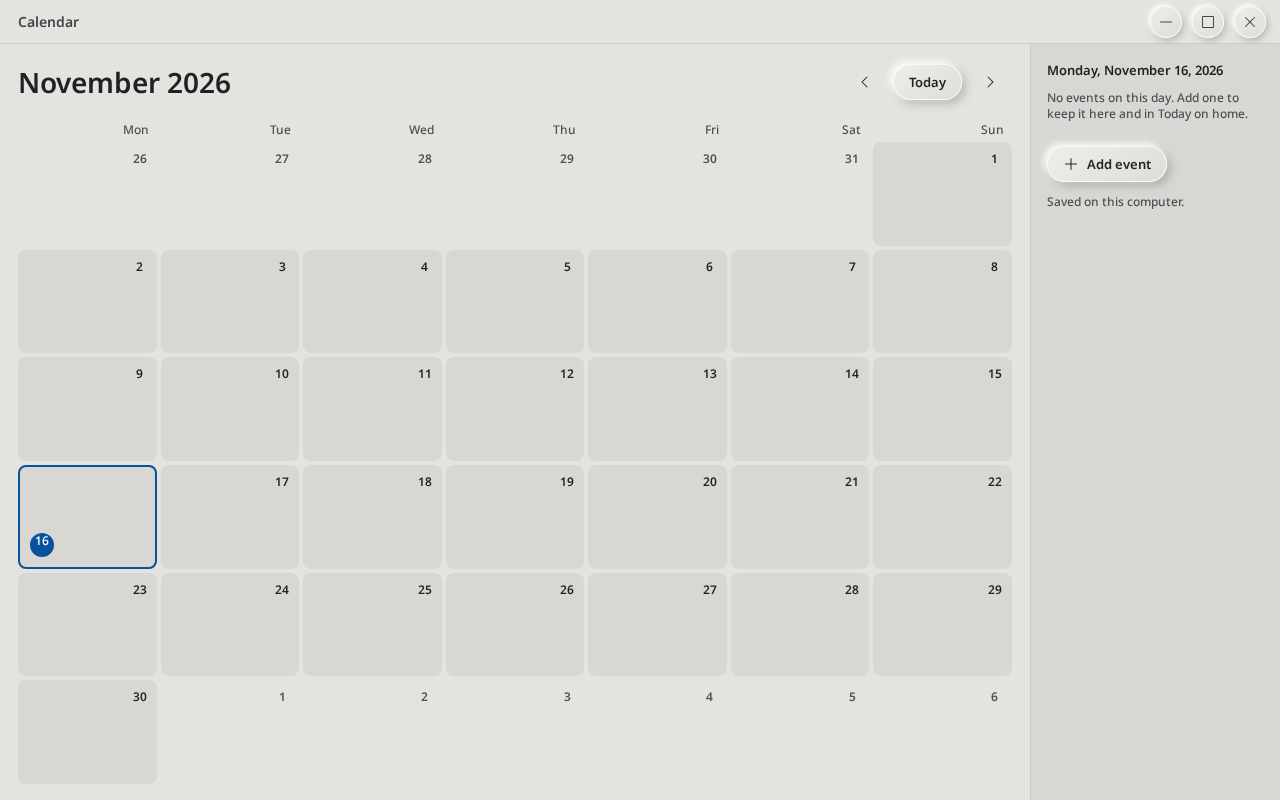 Calendar
November 2026
Today
Mon Tue Wed Thu Fri Sat Sun
26 27 28 29 30 31 1
2 3 4 5 6 7 8
9 10 11 12 13 14 15
16 17 18 19 20 21 22
23 24 25 26 27 28 29
30 1 2 3 4 5 6
Monday, November 16, 2026
No events on this day. Add one to
keep it here and in Today on home.
Add event
Saved on this computer.